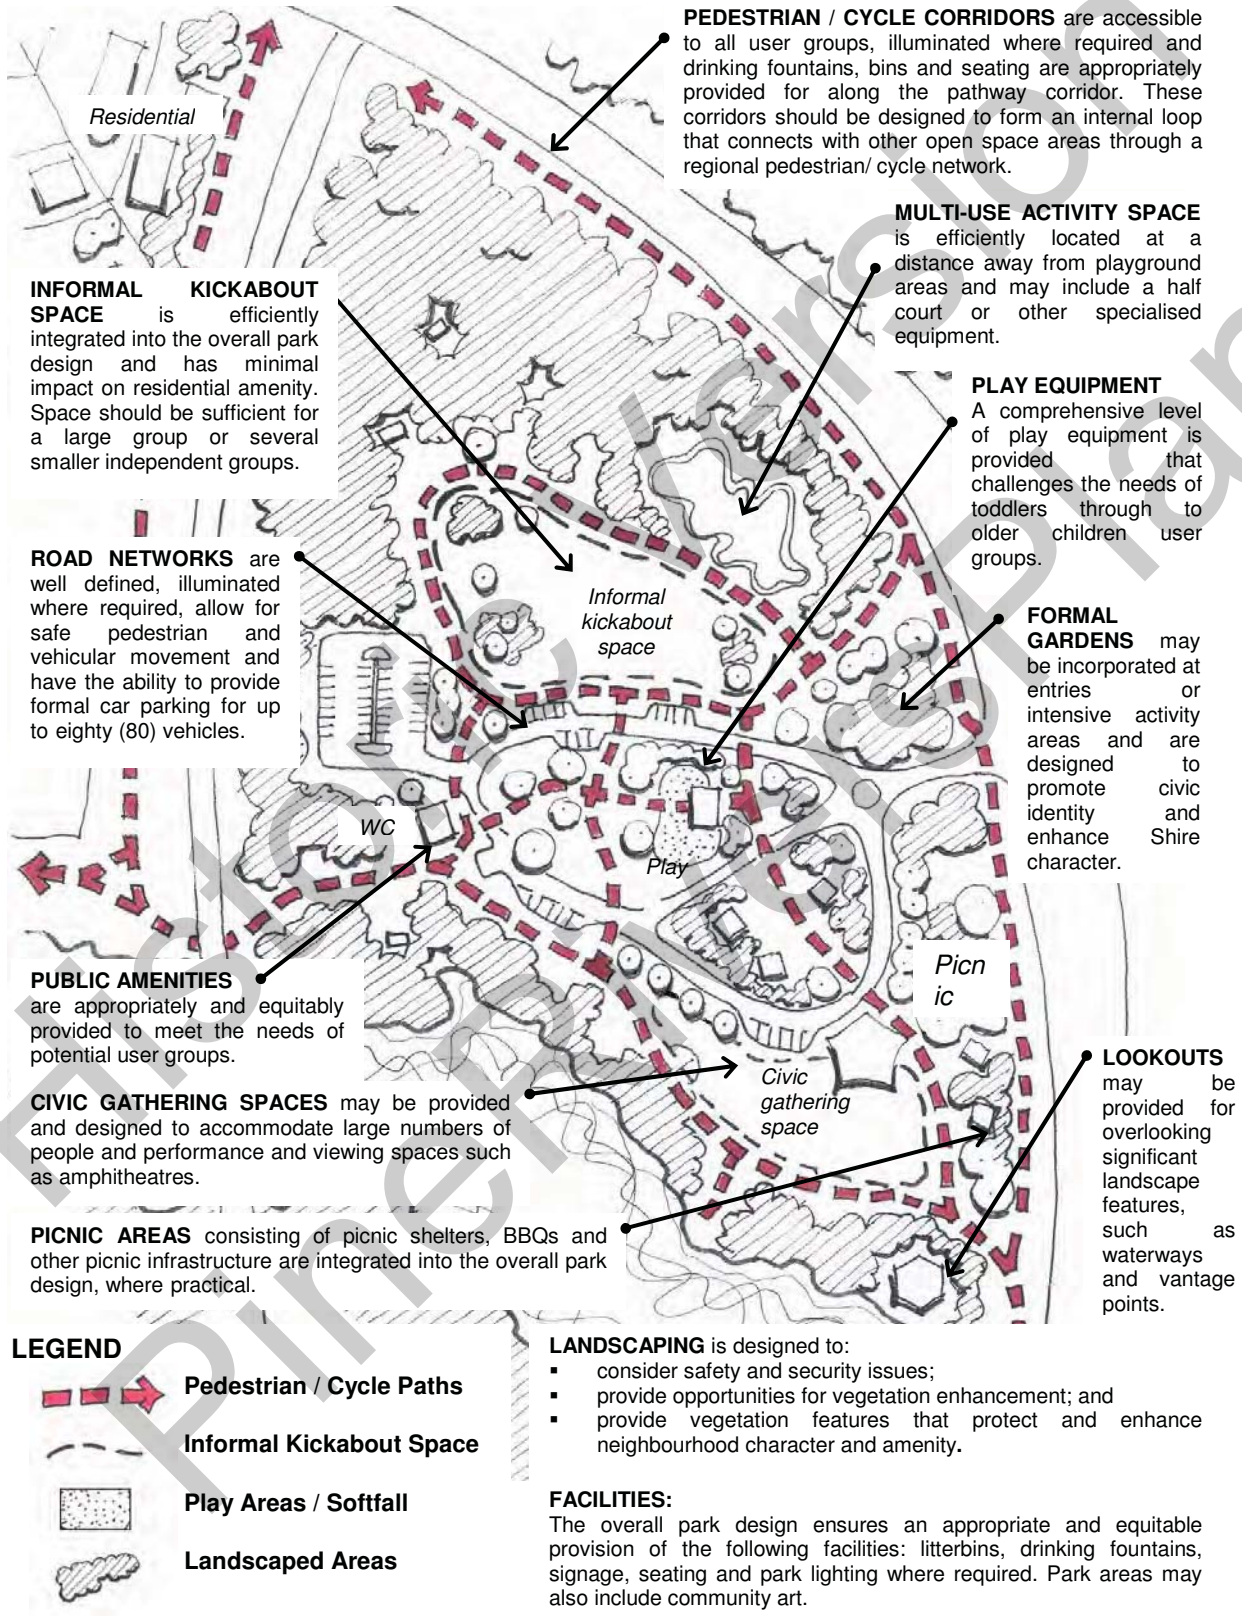 PEDESTRIAN / CYCLE CORRIDORS are accessible
to all user groups, illuminated where required and
drinking fountains, bins and seating are appropriately
provided for along the pathway corridor. These
corridors should be designed to form an internal loop
that connects with other open space areas through a
regional pedestrian/ cycle network.
Residential
MULTI-USE ACTIVITY SPACE
is efficiently located at a
distance away from playground
areas and may include a half
court or other specialised
equipment.
INFORMAL KICKABOUT
SPACE is efficiently
integrated into the overall park
design and has minimal
impact on residential amenity.
Space should be sufficient for
a large group or several
smaller independent groups.
PLAY EQUIPMENT
A comprehensive level
of play equipment is
provided that
challenges the needs of
toddlers through to
older children user
groups.
ROAD NETWORKS are
well defined, illuminated
where required, allow for
safe pedestrian and
vehicular movement and
have the ability to provide
formal car parking for up
to eighty (80) vehicles.
Informal
kickabout
space
FORMAL
GARDENS may
be incorporated at
entries or
intensive activity
areas and are
designed to
promote civic
identity and
enhance Shire
character.
WC
Play
PUBLIC AMENITIES
are appropriately and equitably
provided to meet the needs of
potential user groups.
Picn
ic
LOOKOUTS
may be
provided for
overlooking
significant
landscape
features,
such as
waterways
and vantage
points.
CIVIC GATHERING SPACES may be provided
and designed to accommodate large numbers of
people and performance and viewing spaces such
as amphitheatres.
Civic
gathering
space
PICNIC AREAS consisting of picnic shelters, BBQs and
other picnic infrastructure are integrated into the overall park
design, where practical.
LEGEND
Pedestrian / Cycle Paths
Informal Kickabout Space
Play Areas / Softfall
Landscaped Areas
LANDSCAPING is designed to:
▪ consider safety and security issues;
▪ provide opportunities for vegetation enhancement; and
▪ provide vegetation features that protect and enhance
neighbourhood character and amenity.
FACILITIES:
The overall park design ensures an appropriate and equitable
provision of the following facilities: litterbins, drinking fountains,
signage, seating and park lighting where required. Park areas may
also include community art.
Historic Version
PineRiversPlan